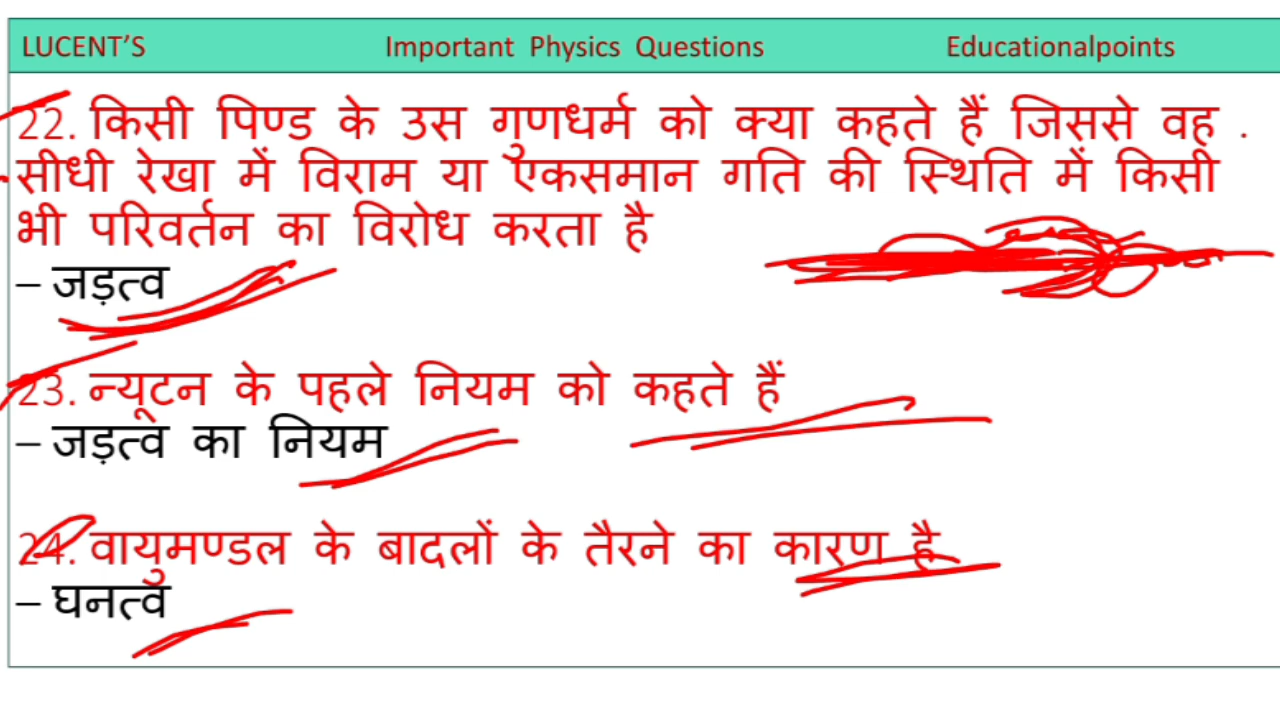 LUCENT'S Important Physics Questions Educationalpoints
22. किसी पिण्ड के उस गुणधर्म को क्या कहते हैं जिससे वह .
सीधी रेखा में विराम या एकसमान गति की स्थिति में किसी
भी परिवर्तन का विरोध करता है
– जड़त्व
23. न्यूटन के पहले नियम को कहते हैं
– जड़त्व का नियम
24. वायुमण्डल के बादलों के तैरने का कारण है
– घनत्व